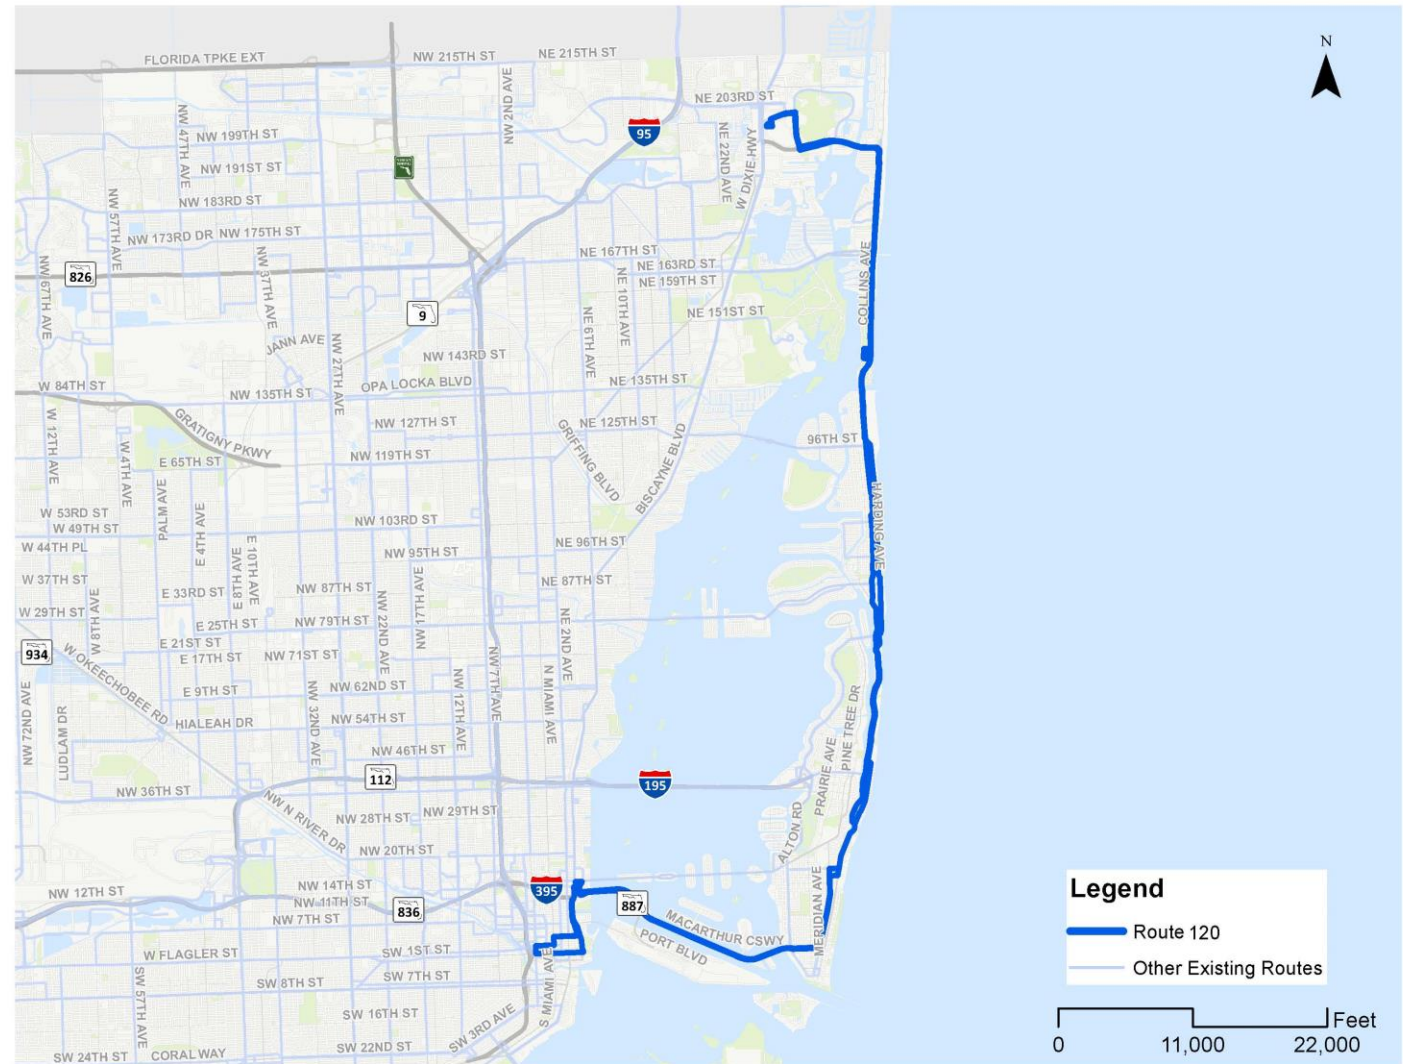 N
FLORIDA TPKE EXT
NW 215TH ST
NE 215TH ST
NW 47TH AVE
NW 2ND AVE
NE 203RD ST
NW 199TH ST
95
NE 22ND AVE
W DIXIE HWY
NW 191ST ST
NW 57TH AVE
NW 183RD ST
NW 173RD DR
NW 175TH ST
NW 67TH AVE
826
NW 37TH AVE
NE 167TH ST
NE 163RD ST
NE 159TH ST
NE 10TH AVE
COLLINS AVE
9
NE 6TH AVE
NE 151ST ST
JANN AVE
NW 27TH AVE
NW 143RD ST
W 84TH ST
NW 135TH ST
OPA LOCKA BLVD
NE 135TH ST
W 12TH AVE
W 4TH AVE
GRATIGNY PKWY
NW 127TH ST
NE 125TH ST
GRIFFING BLVD
BISCAYNE BLVD
96TH ST
E 65TH ST
NW 119TH ST
PALM AVE
E 4TH AVE
W 53RD ST
W 49TH ST
NW 103RD ST
HARDING AVE
W 44TH PL
E 8TH AVE
E 10TH AVE
NW 95TH ST
NE 96TH ST
W 37TH ST
E 33RD ST
NW 87TH ST
NW 17TH AVE
NE 87TH ST
W 29TH ST
W 8TH AVE
E 25TH ST
NW 79TH ST
NW 22ND AVE
NE 2ND AVE
E 21ST ST
934
W OKEECHOBEE RD
E 17TH ST
NW 71ST ST
NW 7TH AVE
N MIAMI AVE
NW 72ND AVE
LUDLAM DR
E 9TH ST
NW 62ND ST
NW 12TH AVE
PINE TREE DR
HIALEAH DR
NW 32ND AVE
NW 54TH ST
PRAIRIE AVE
NW 46TH ST
112
195
NW 36TH ST
NW N RIVER DR
NW 28TH ST
NW 29TH ST
ALTON RD
NW 20TH ST
NW 12TH ST
NW 14TH ST
395
NW 11TH ST
836
887
NW 7TH ST
MACARTHUR CSWY
MERIDIAN AVE
W FLAGLER ST
SW 1ST ST
PORT BLVD
SW 57TH AVE
SW 7TH ST
SW 8TH ST
S MIAMI AVE
SW 16TH ST
SW 3RD AVE
SW 24TH ST
CORAL WAY
SW 22ND ST
Legend
Route 120
Other Existing Routes
Feet
0 11,000 22,000